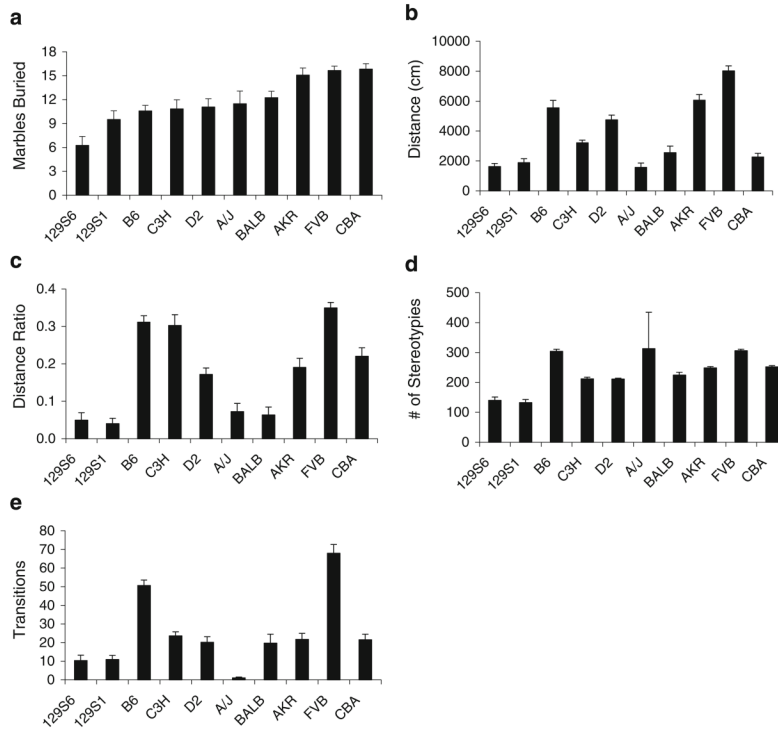 a
Marbles Buried
18
15
12
9
6
3
0
129S6 129S1 B6 C3H D2 A/J BALB AKR FVB CBA
b
Distance (cm)
10000
8000
6000
4000
2000
0
129S6 129S1 B6 C3H D2 A/J BALB AKR FVB CBA
c
Distance Ratio
0.4
0.3
0.2
0.1
0.0
129S6 129S1 B6 C3H D2 A/J BALB AKR FVB CBA
d
# of Stereotypies
500
400
300
200
100
0
129S6 129S1 B6 C3H D2 A/J BALB AKR FVB CBA
e
Transitions
80
70
60
50
40
30
20
10
0
129S6 129S1 B6 C3H D2 A/J BALB AKR FVB CBA